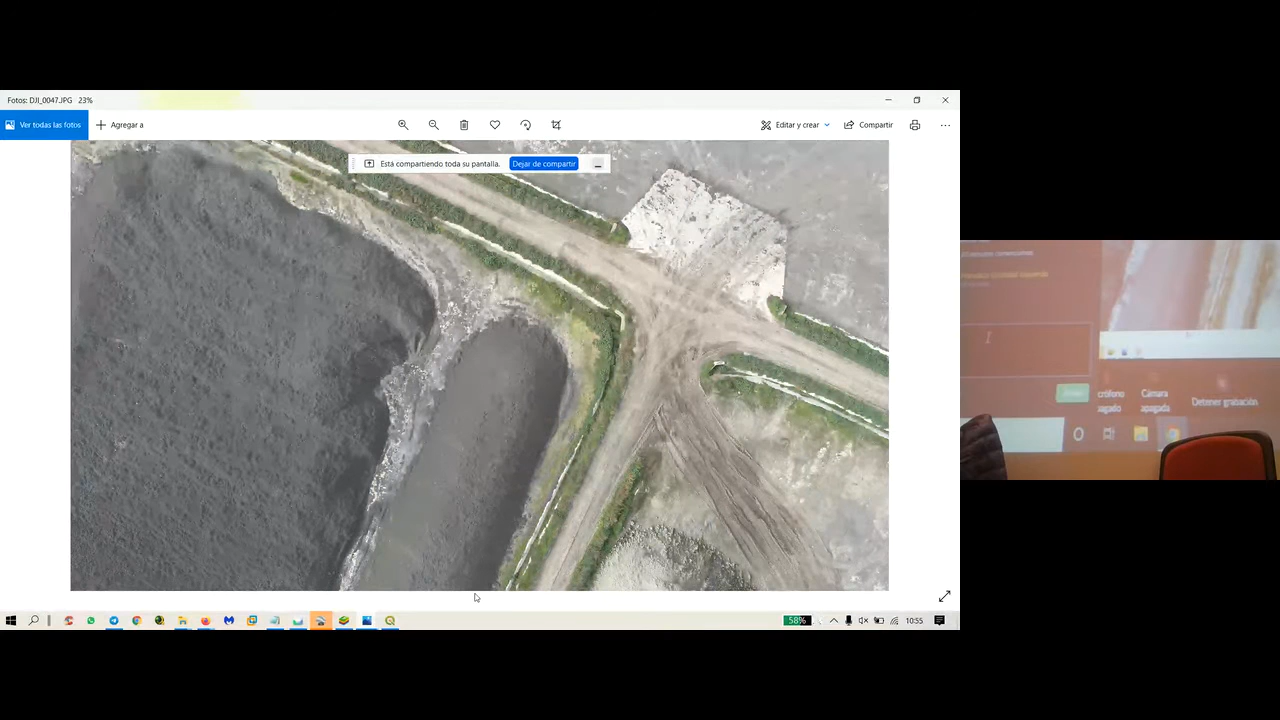 Fotos: DJI_0047.JPG 23%
Ver todas las fotos
Agregar a
Editar y crear
Compartir
Está compartiendo toda su pantalla.
Dejar de compartir
Cámara
apagada
Detener grabación
58%
10:55